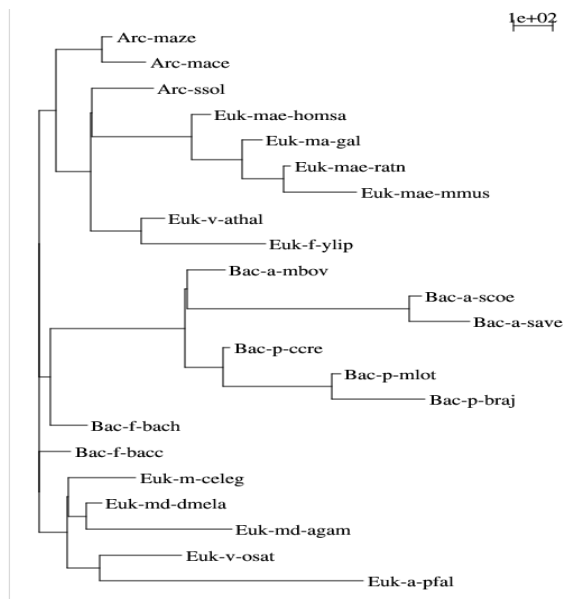 1e+02
Arc-maze
Arc-mace
Arc-ssol
Euk-mae-homsa
Euk-ma-gal
Euk-mae-ratn
Euk-mae-mmus
Euk-v-athal
Euk-f-ylip
Bac-a-mbov
Bac-a-scoe
Bac-a-save
Bac-p-ccre
Bac-p-mlot
Bac-p-braj
Bac-f-bach
Bac-f-bacc
Euk-m-celeg
Euk-md-dmela
Euk-md-agam
Euk-v-osat
Euk-a-pfal